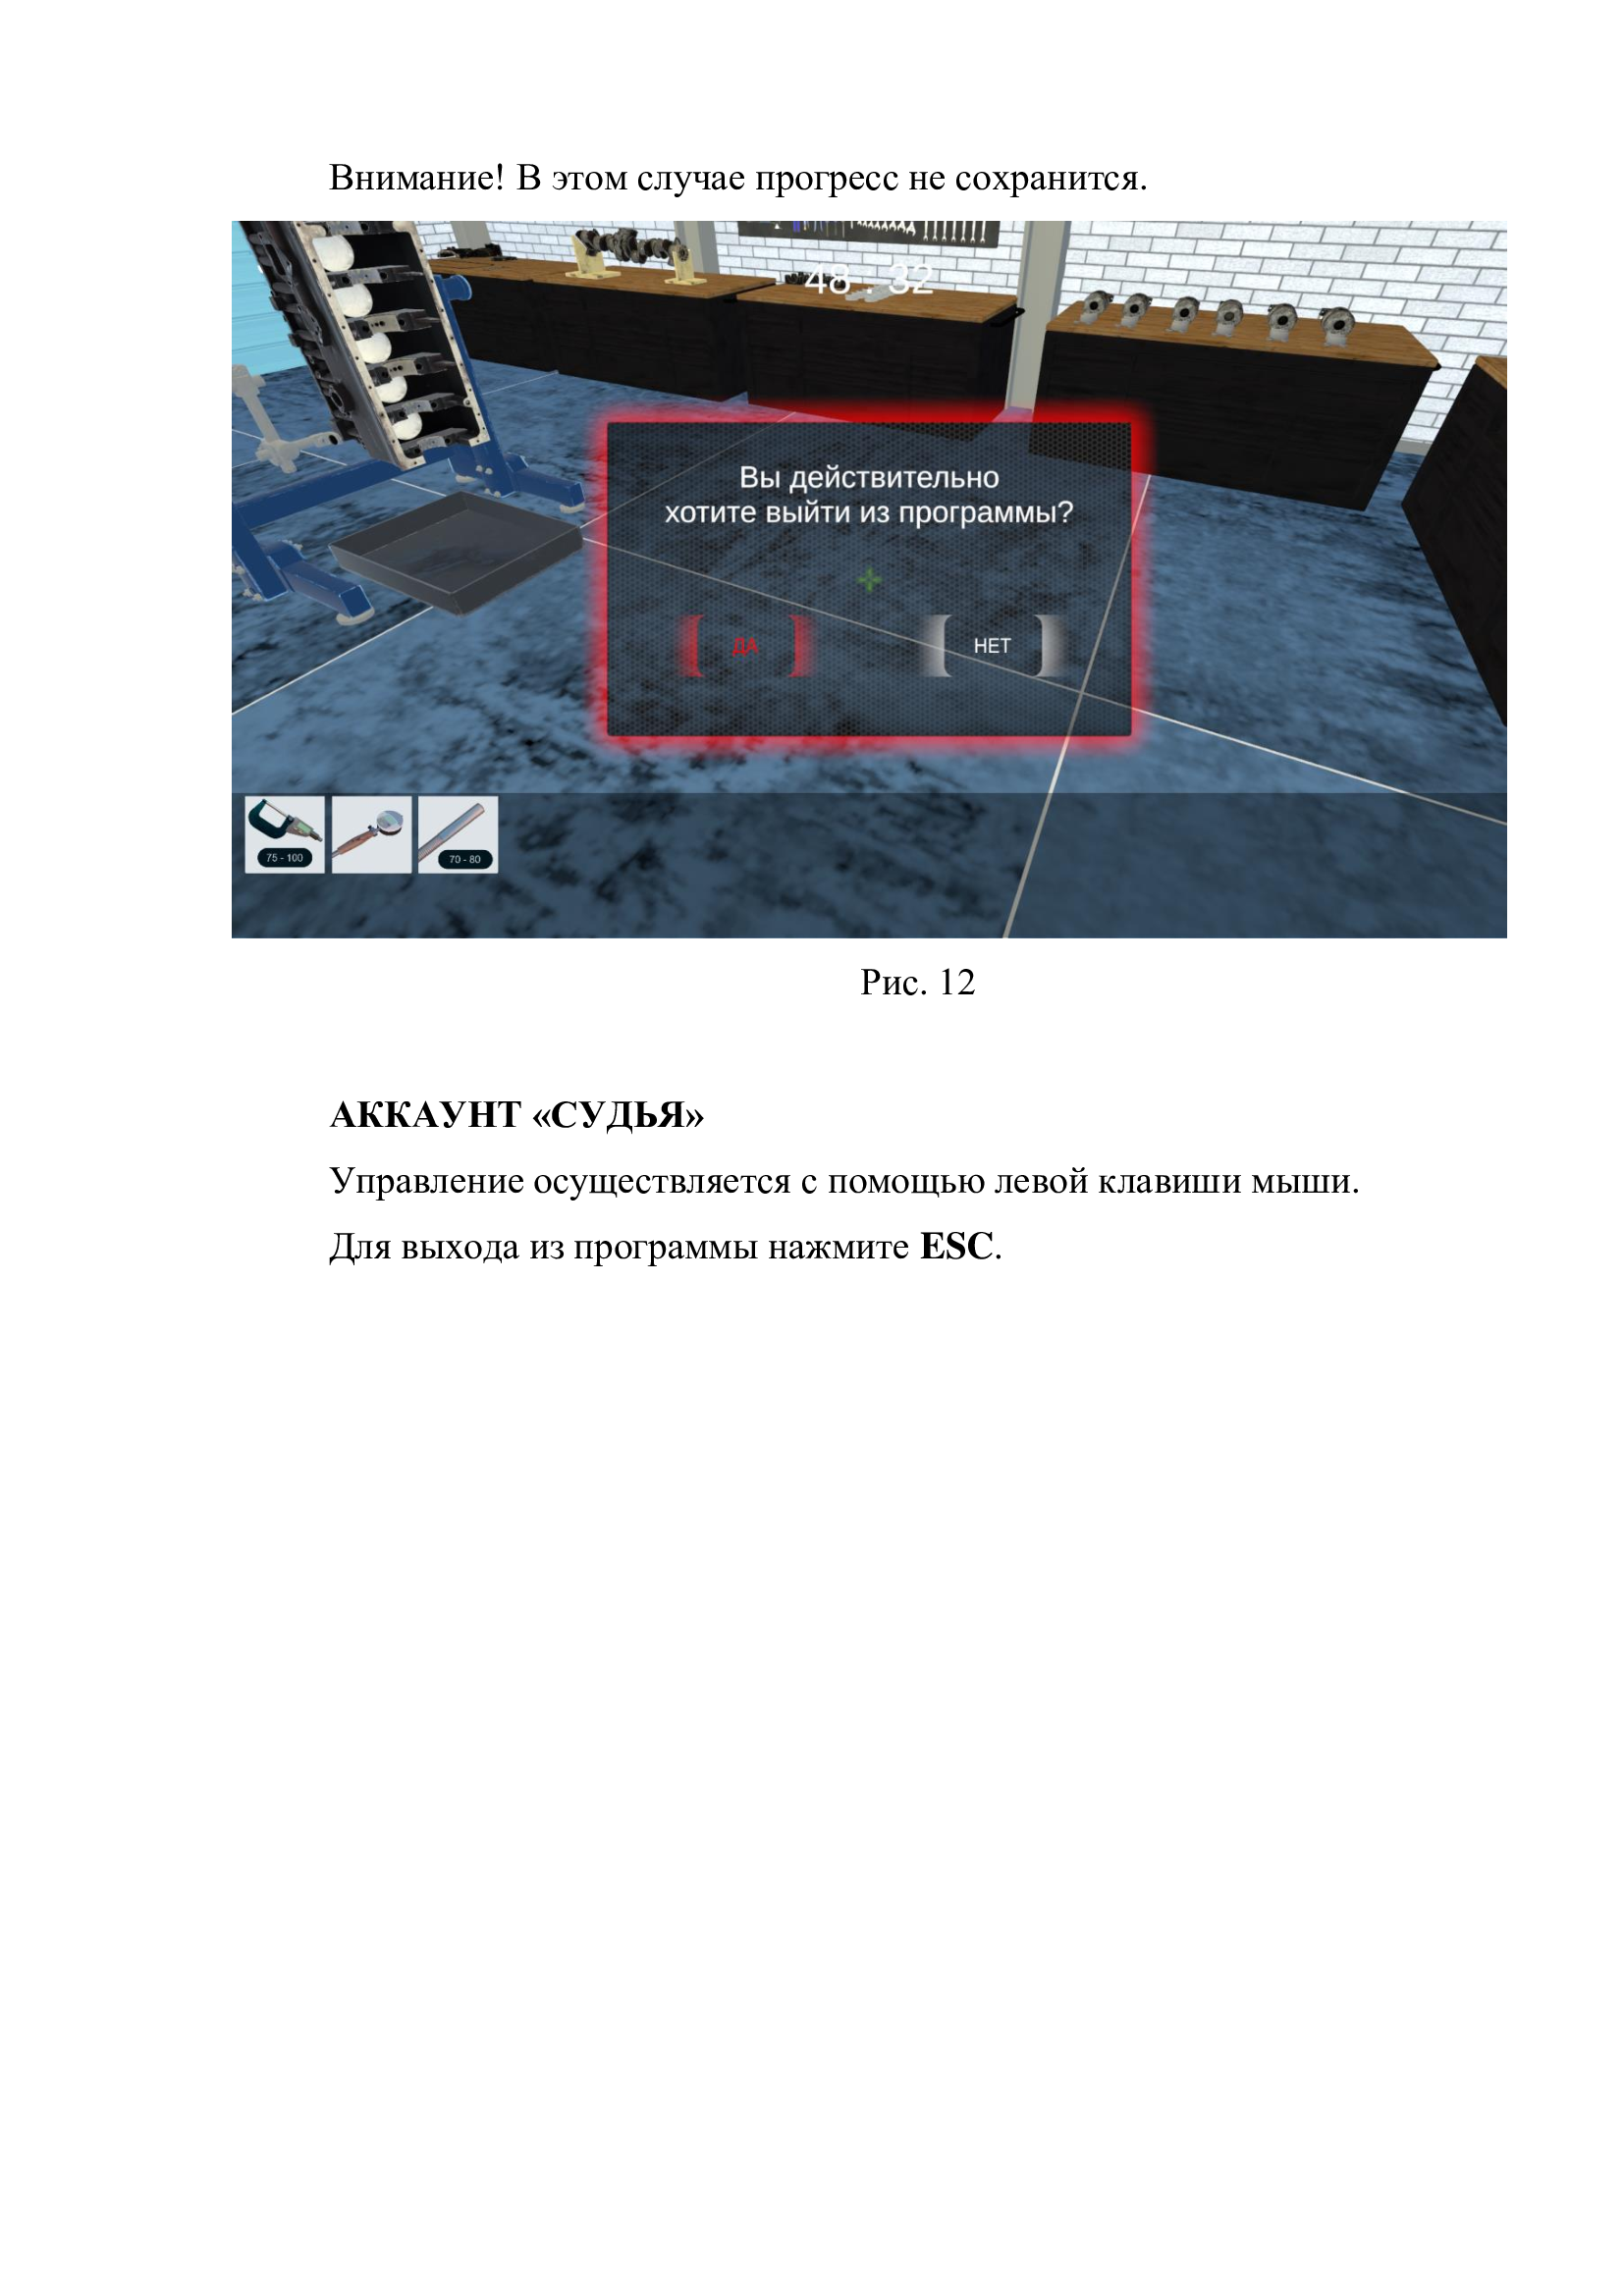 Внимание! В этом случае прогресс не сохранится.
48 : 32
Вы действительно
хотите выйти из программы?
ДА
НЕТ
75 - 100
70 - 80
Рис. 12
АККАУНТ «СУДЬЯ»
Управление осуществляется с помощью левой клавиши мыши.
Для выхода из программы нажмите ESC.